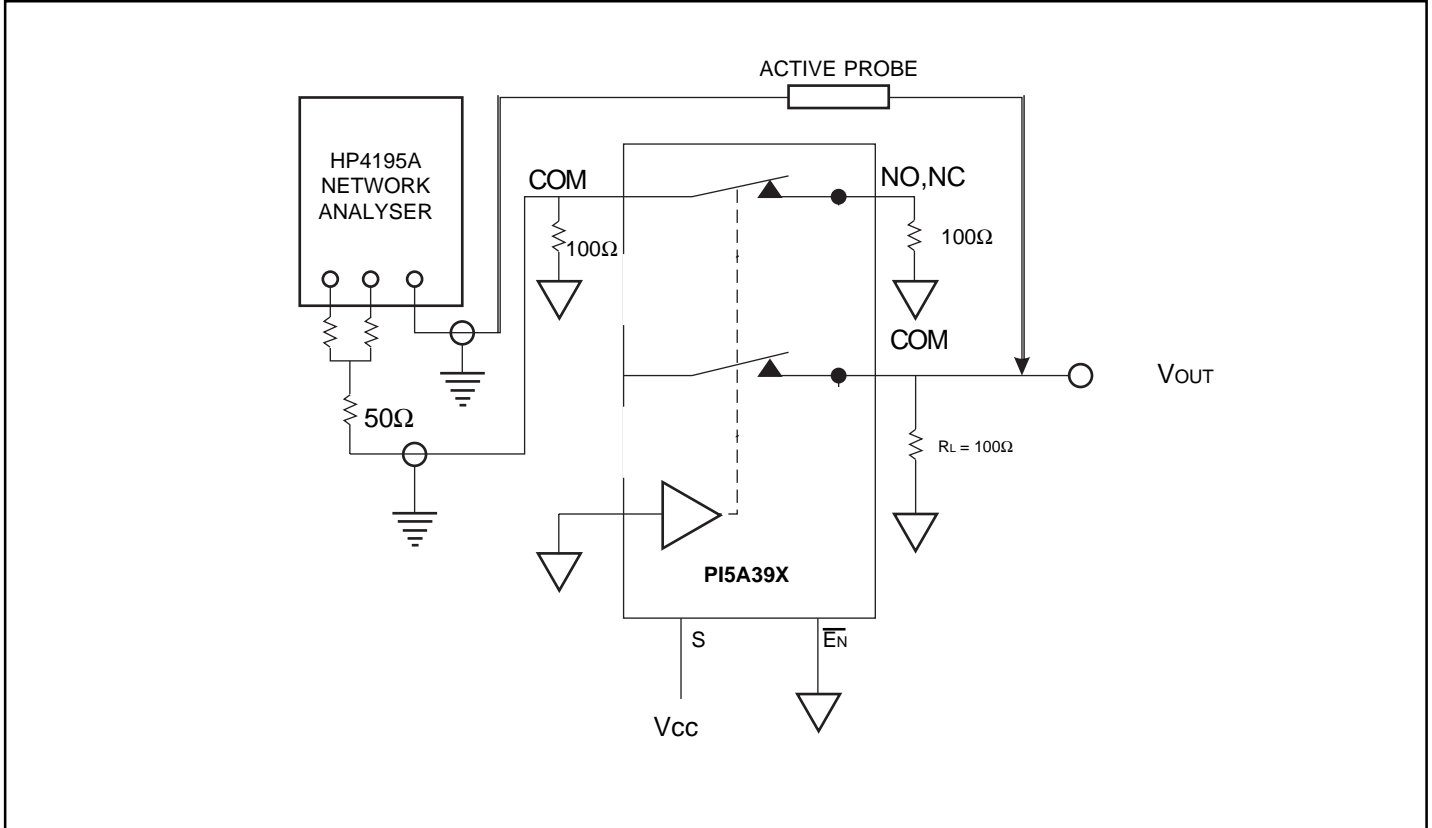 ACTIVE PROBE
HP4195A
NETWORK
ANALYSER
COM
NO,NC
100Ω
100Ω
COM
VOUT
50Ω
RL = 100Ω
PI5A39X
S
EN
Vcc